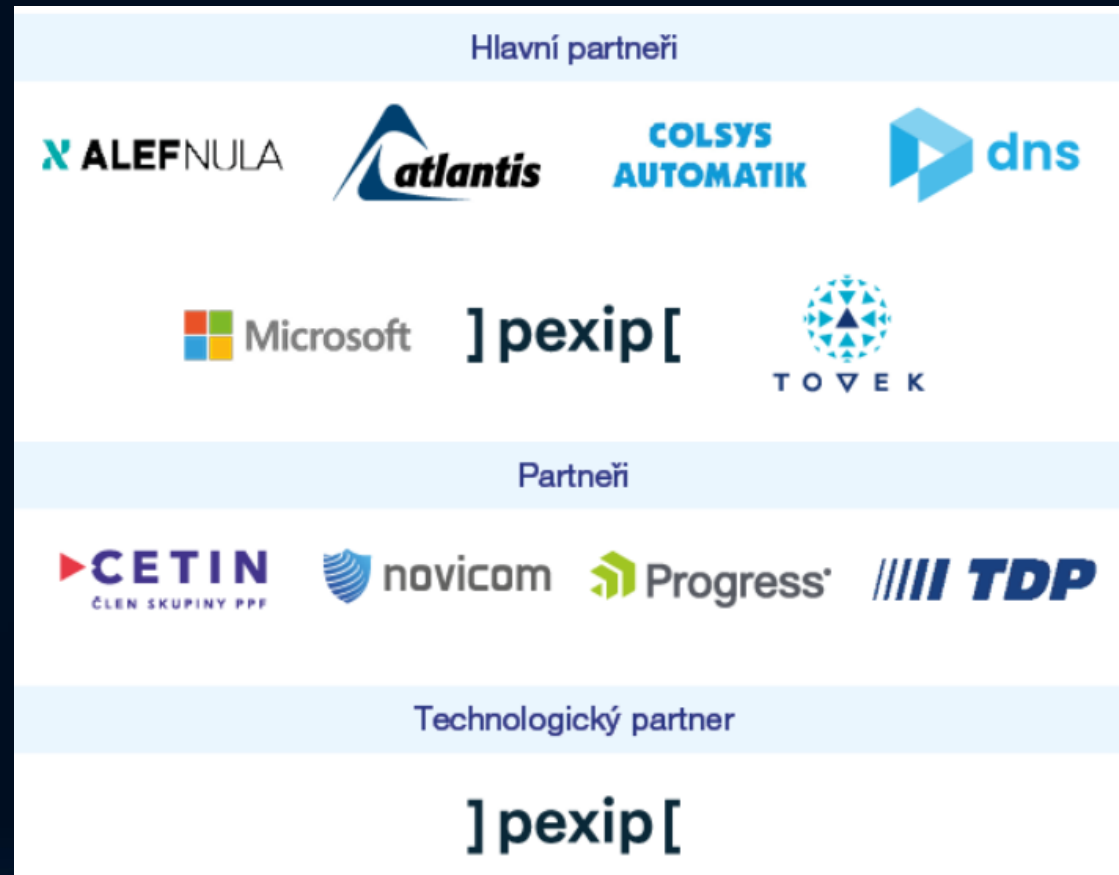 Hlavní partneři
ALEFNULA
atlantis
COLSYS
AUTOMATIK
dns
Microsoft
]pexip[
TOVEK
Partneři
CETIN
ČLEN SKUPINY PPF
novicom
Progress
TDP
Technologický partner
]pexip[